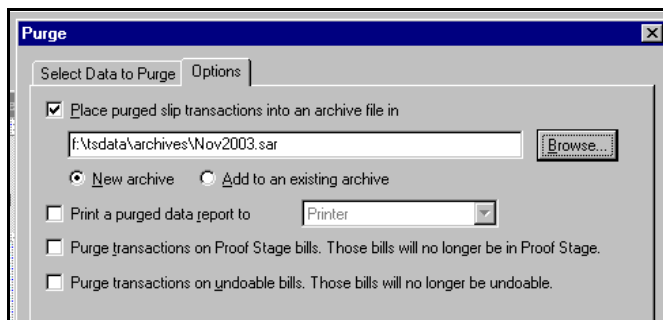 Purge
Select Data to Purge Options
Place purged slip transactions into an archive file in
f:\tsdata\archives\Nov2003.sar Browse...
New archive Add to an existing archive
Print a purged data report to Printer
Purge transactions on Proof Stage bills. Those bills will no longer be in Proof Stage.
Purge transactions on undoable bills. Those bills will no longer be undoable.